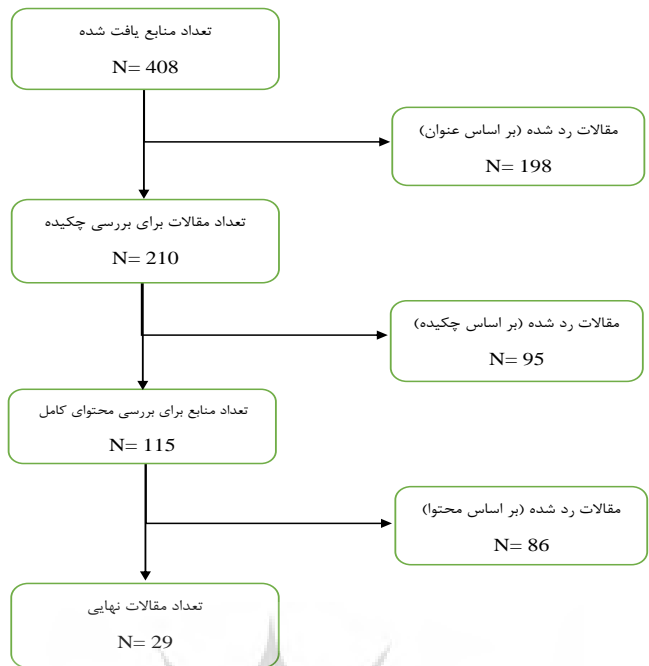 تعداد منابع یافت شده
N= 408
مقالات رد شده (بر اساس عنوان)
N= 198
تعداد مقالات برای بررسی چکیده
N= 210
مقالات رد شده (بر اساس چکیده)
N= 95
تعداد منابع برای بررسی محتوای کامل
N= 115
مقالات رد شده (بر اساس محتوا)
N= 86
تعداد مقالات نهایی
N= 29